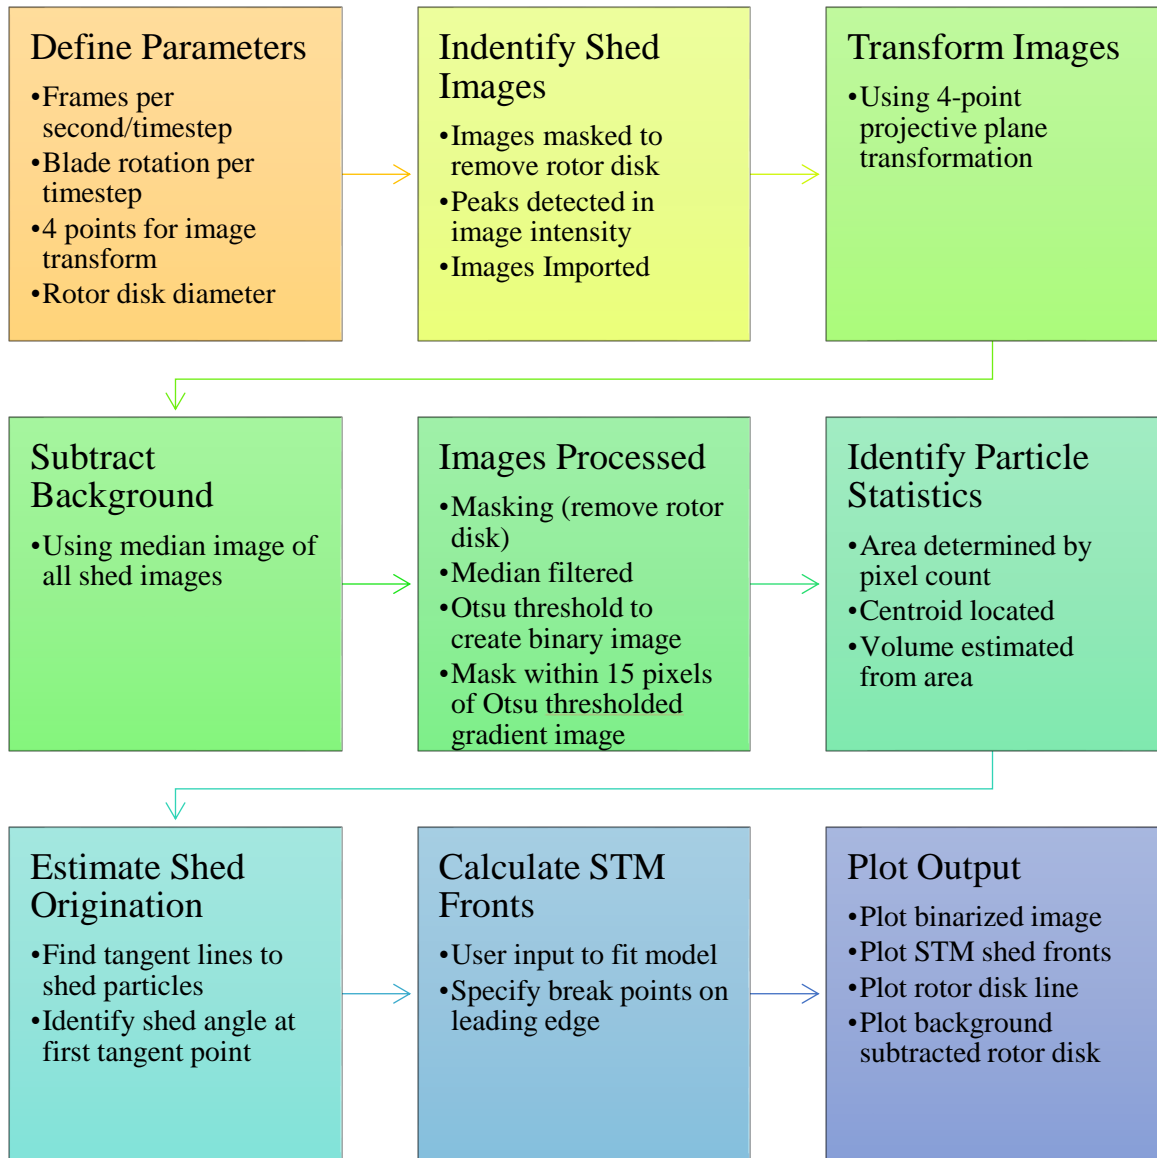 Define Parameters
•Frames per
second/timestep
•Blade rotation per
timestep
•4 points for image
transform
•Rotor disk diameter
Indentify Shed
Images
•Images masked to
remove rotor disk
•Peaks detected in
image intensity
•Images Imported
Transform Images
•Using 4-point
projective plane
transformation
Subtract
Background
•Using median image of
all shed images
Images Processed
•Masking (remove rotor
disk)
•Median filtered
•Otsu threshold to
create binary image
•Mask within 15 pixels
of Otsu thresholded
gradient image
Identify Particle
Statistics
•Area determined by
pixel count
•Centroid located
•Volume estimated
from area
Estimate Shed
Origination
•Find tangent lines to
shed particles
•Identify shed angle at
first tangent point
Calculate STM
Fronts
•User input to fit model
•Specify break points on
leading edge
Plot Output
•Plot binarized image
•Plot STM shed fronts
•Plot rotor disk line
•Plot background
subtracted rotor disk